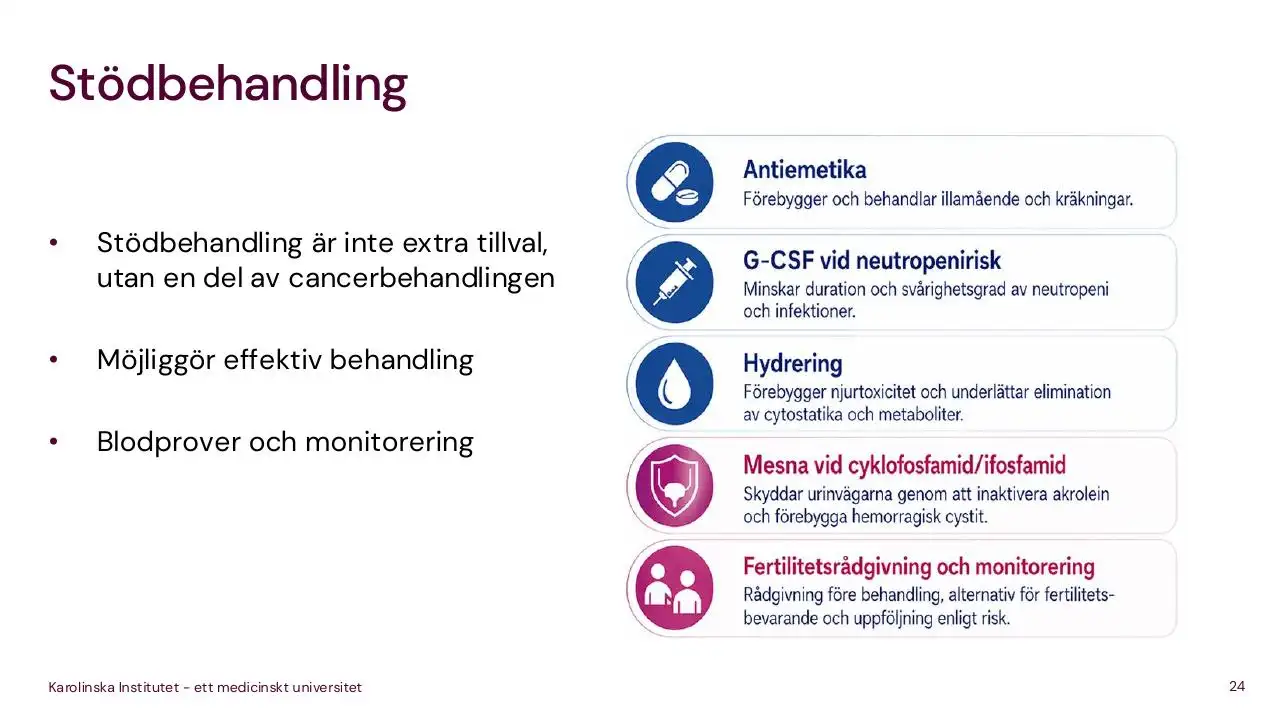 Stödbehandling
• Stödbehandling är inte extra tillval,
utan en del av cancerbehandlingen
• Möjliggör effektiv behandling
• Blodprover och monitorering
Antiemetika
Förebygger och behandlar illamående och kräkningar.
G-CSF vid neutropenirisk
Minskar duration och svårighetsgrad av neutropeni
och infektioner.
Hydrering
Förebygger njurtoxicitet och underlättar elimination
av cytostatika och metaboliter.
Mesna vid cyklofosfamid/ifosfamid
Skyddar urinvägarna genom att inaktivera akrolein
och förebygga hemorragisk cystit.
Fertilitetsrådgivning och monitorering
Rådgivning före behandling, alternativ för fertilitets-
bevarande och uppföljning enligt risk.
Karolinska Institutet - ett medicinskt universitet
24